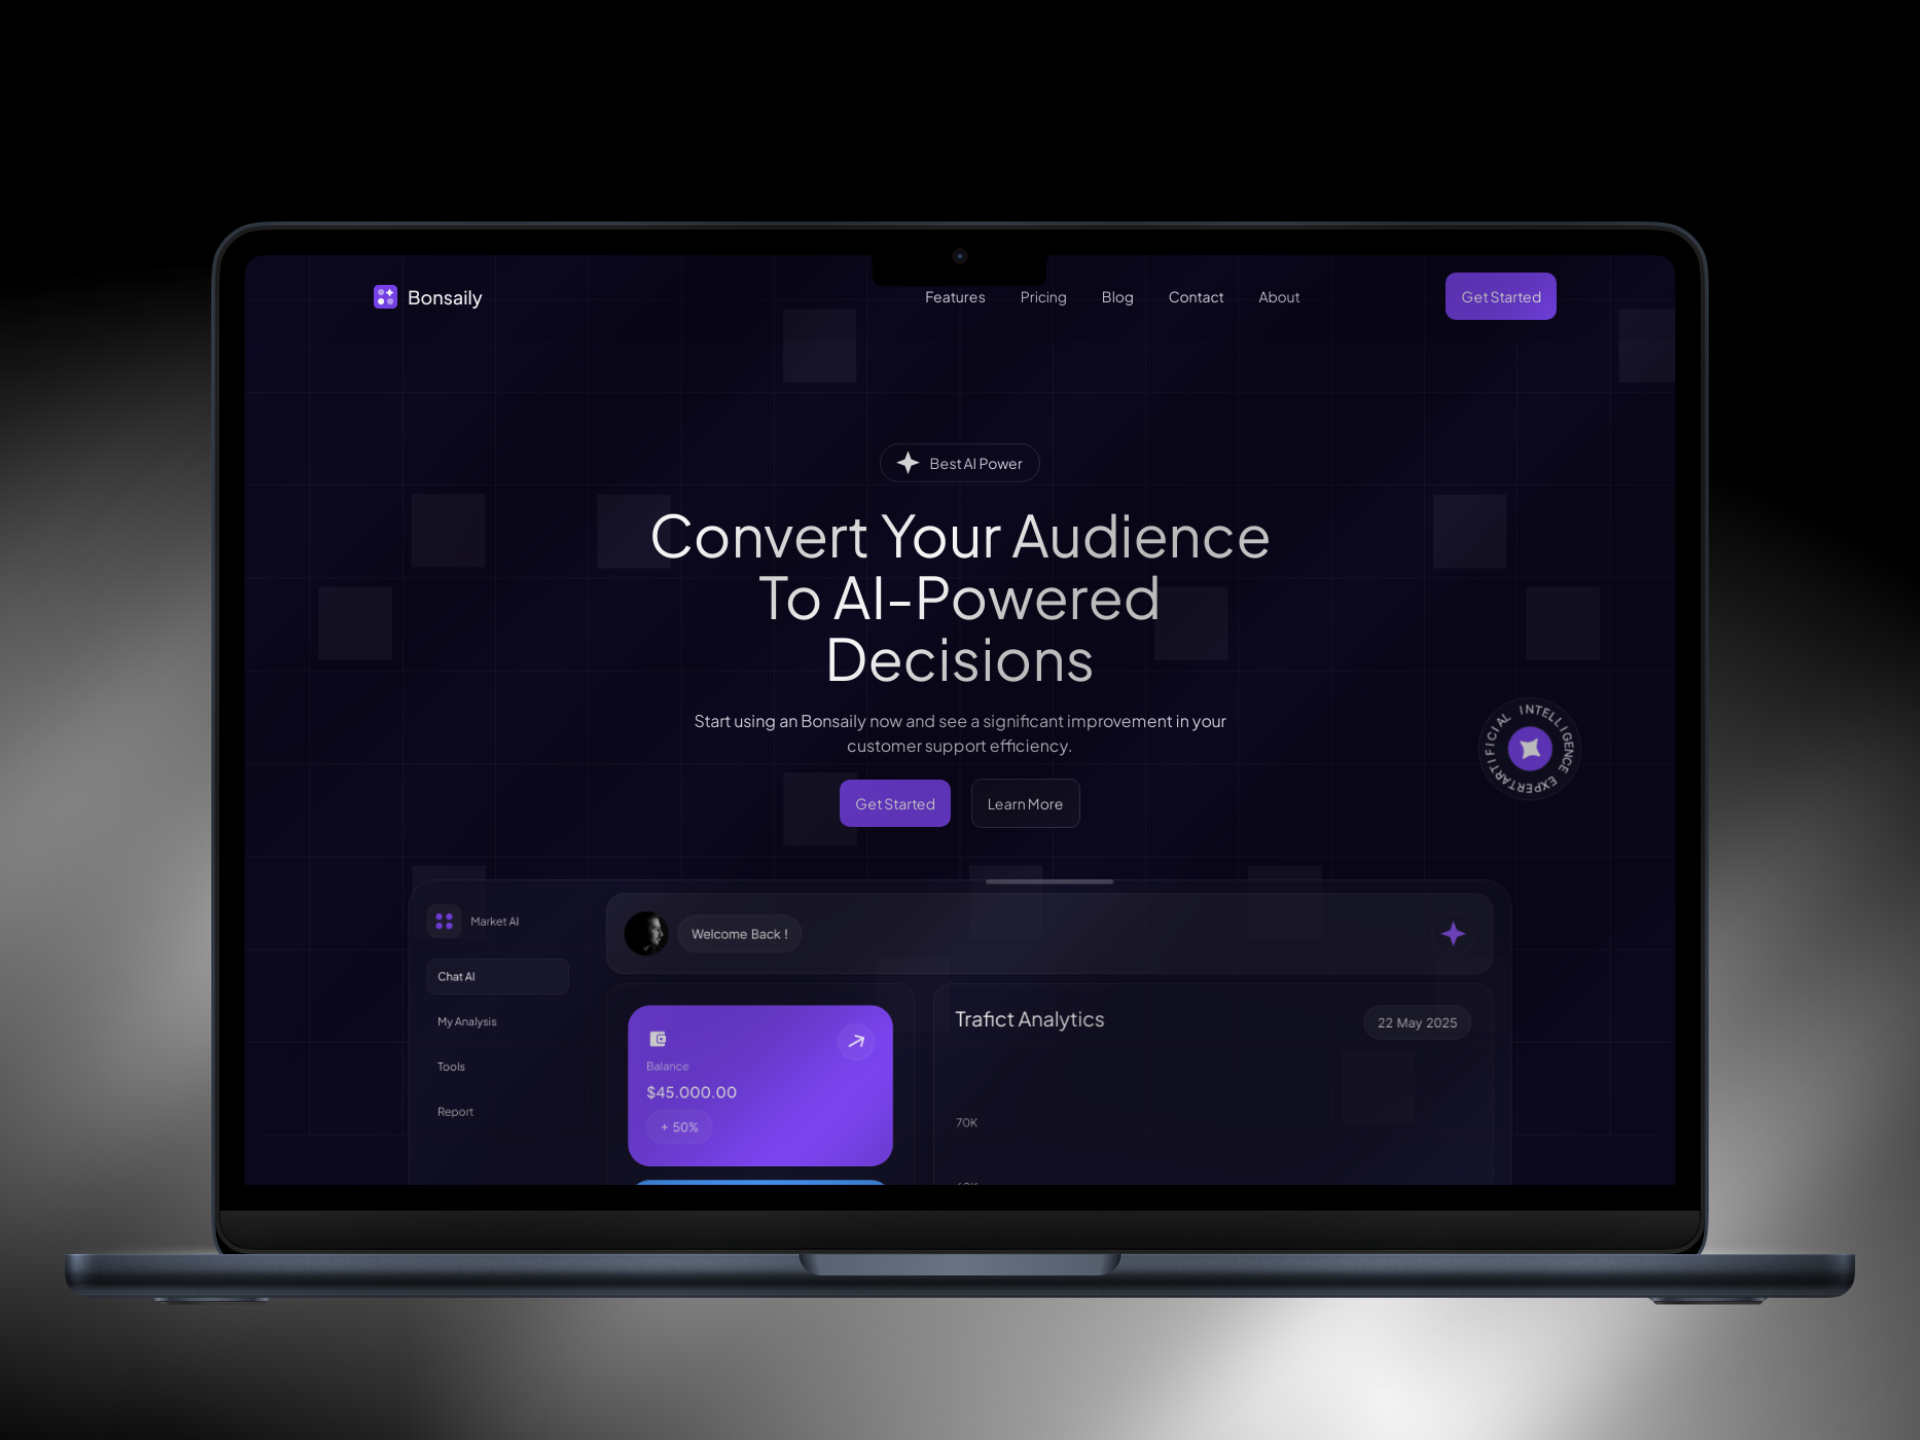 Bonsaily
Features Pricing Blog Contact About
Get Started
Best AI Power
Convert Your Audience
To AI-Powered
Decisions
Start using an Bonsaily now and see a significant improvement in your
customer support efficiency.
Get Started Learn More
ARTIFICIAL INTELLIGENCE EXPERT
Market AI
Chat AI
My Analysis
Tools
Report
Welcome Back !
Balance
$45.000.00
+ 50%
Trafict Analytics
22 May 2025
70K